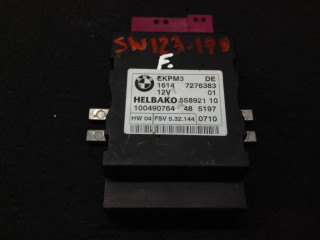 SW123-198
F.
EKPM3 DE
1614 7276383
12V 01
HELBAKO 558921 10
100490764 48 5197
HW 04 FSV 5.32.144 0710